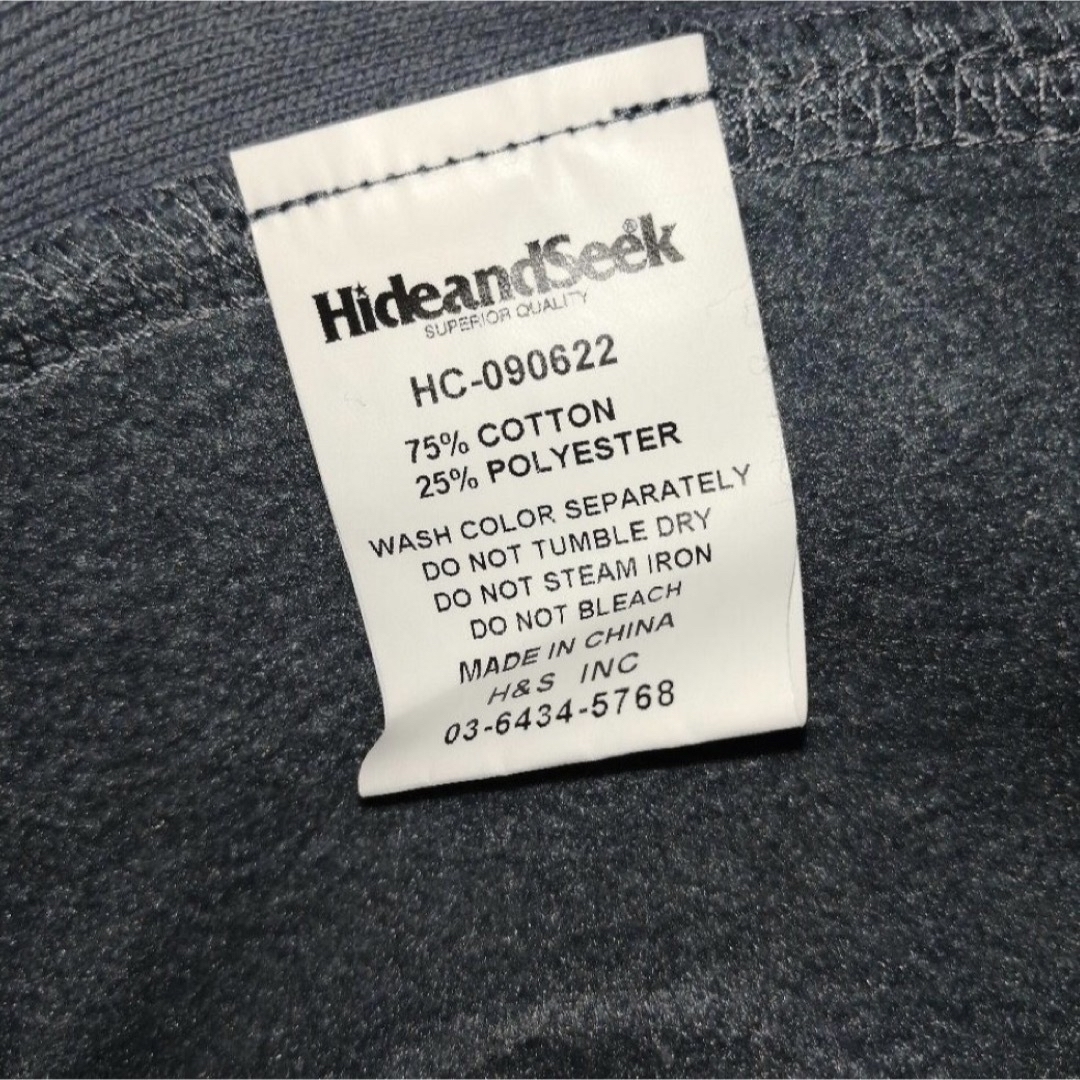 HideandSeek®
SUPERIOR QUALITY
HC-090622
75% COTTON
25% POLYESTER
WASH COLOR SEPARATELY
DO NOT TUMBLE DRY
DO NOT STEAM IRON
DO NOT BLEACH
MADE IN CHINA
H&S INC
03-6434-5768